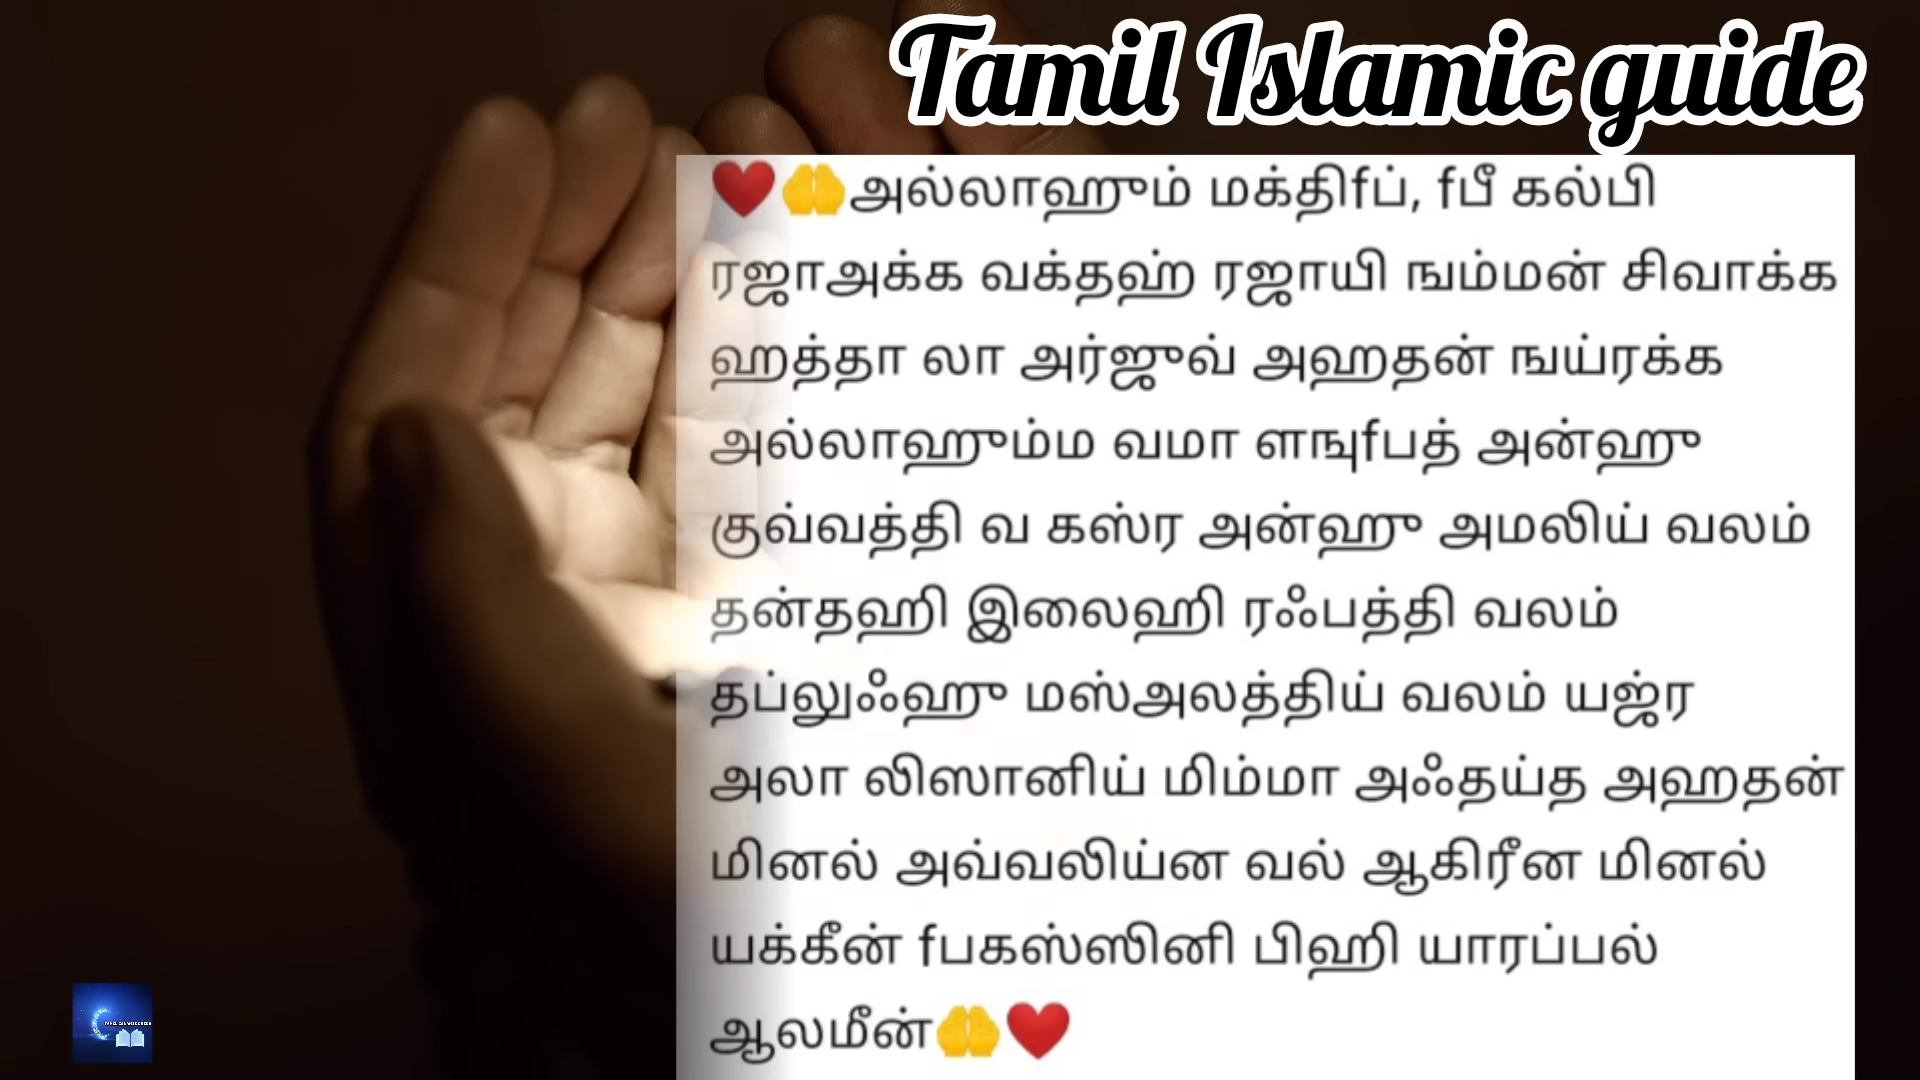 Tamil Islamic guide
❤️🤲அல்லாஹும் மக்திfப், fபீ கல்பி
ரஜாஅக்க வக்தஹ் ரஜாயி ஙம்மன் சிவாக்க
ஹத்தா லா அர்ஜுவ் அஹதன் ஙய்ரக்க
அல்லாஹும்ம வமா ளஙுfபத் அன்ஹு
குவ்வத்தி வ கஸ்ர அன்ஹு அமலிய் வலம்
தன்தஹி இலைஹி ரஃபத்தி வலம்
தப்லுஃஹு மஸ்அலத்திய் வலம் யஜ்ர
அலா லிஸானிய் மிம்மா அஃதய்த அஹதன்
மினல் அவ்வலிய்ன வல் ஆகிரீன மினல்
யக்கீன் fபகஸ்ஸினி பிஹி யாரப்பல்
ஆலமீன்🤲❤️